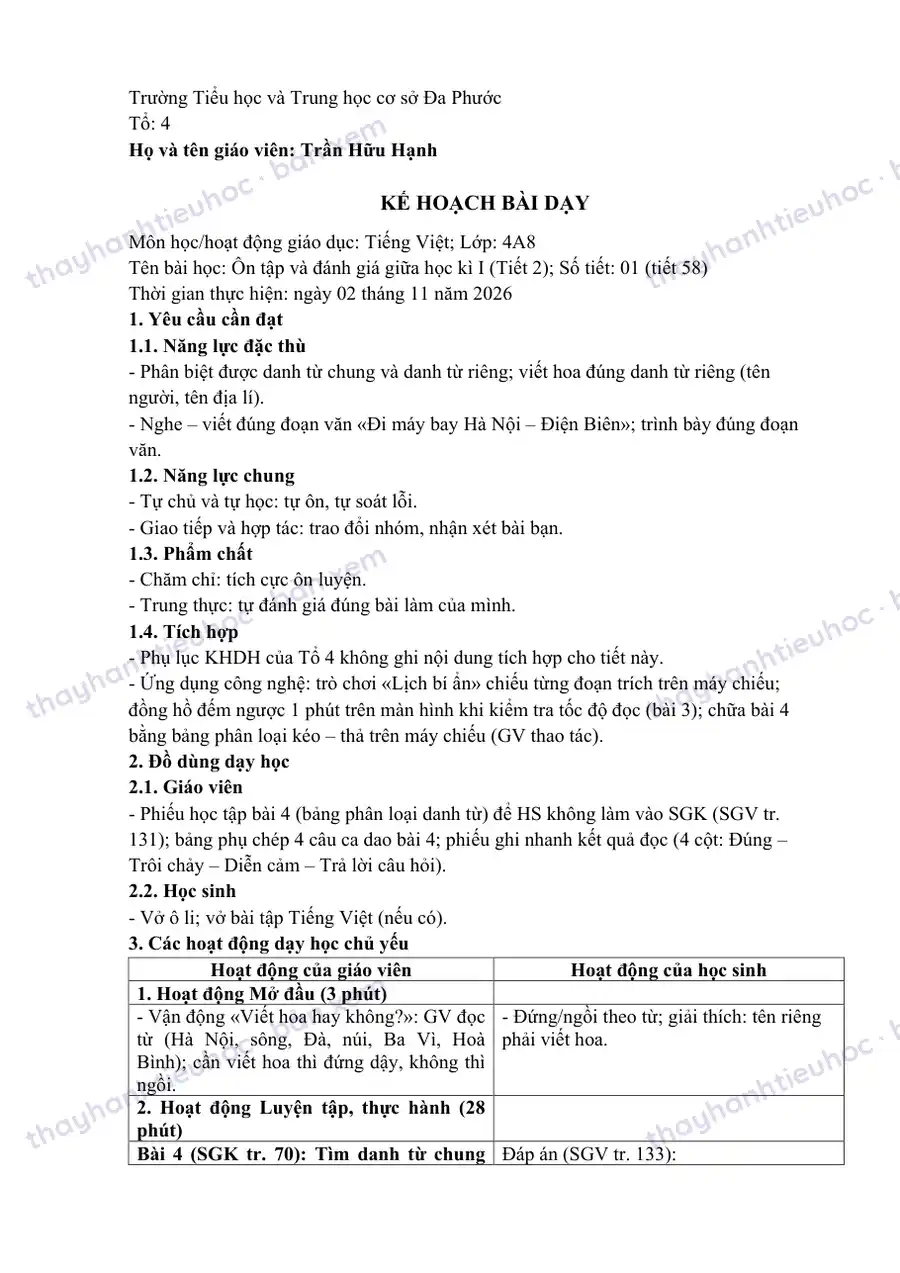 Trường Tiểu học và Trung học cơ sở Đa Phước
Tổ: 4
Họ và tên giáo viên: Trần Hữu Hạnh
KẾ HOẠCH BÀI DẠY
Môn học/hoạt động giáo dục: Tiếng Việt; Lớp: 4A8
Tên bài học: Ôn tập và đánh giá giữa học kì I (Tiết 2); Số tiết: 01 (tiết 58)
Thời gian thực hiện: ngày 02 tháng 11 năm 2026
1. Yêu cầu cần đạt
1.1. Năng lực đặc thù
- Phân biệt được danh từ chung và danh từ riêng; viết hoa đúng danh từ riêng (tên
người, tên địa lí).
- Nghe – viết đúng đoạn văn «Đi máy bay Hà Nội – Điện Biên»; trình bày đúng đoạn
văn.
1.2. Năng lực chung
- Tự chủ và tự học: tự ôn, tự soát lỗi.
- Giao tiếp và hợp tác: trao đổi nhóm, nhận xét bài bạn.
1.3. Phẩm chất
- Chăm chỉ: tích cực ôn luyện.
- Trung thực: tự đánh giá đúng bài làm của mình.
1.4. Tích hợp
- Phụ lục KHDH của Tổ 4 không ghi nội dung tích hợp cho tiết này.
- Ứng dụng công nghệ: trò chơi «Lịch bí ẩn» chiếu từng đoạn trích trên máy chiếu;
đồng hồ đếm ngược 1 phút trên màn hình khi kiểm tra tốc độ đọc (bài 3); chữa bài 4
bằng bảng phân loại kéo – thả trên máy chiếu (GV thao tác).
2. Đồ dùng dạy học
2.1. Giáo viên
- Phiếu học tập bài 4 (bảng phân loại danh từ) để HS không làm vào SGK (SGV tr.
131); bảng phụ chép 4 câu ca dao bài 4; phiếu ghi nhanh kết quả đọc (4 cột: Đúng –
Trôi chảy – Diễn cảm – Trả lời câu hỏi).
2.2. Học sinh
- Vở ô li; vở bài tập Tiếng Việt (nếu có).
3. Các hoạt động dạy học chủ yếu
Hoạt động của giáo viên
Hoạt động của học sinh
1. Hoạt động Mở đầu (3 phút)
- Vận động «Viết hoa hay không?»: GV đọc
từ (Hà Nội, sông, Đà, núi, Ba Vì, Hoà
Bình); cần viết hoa thì đứng dậy, không thì
ngồi.
- Đứng/ngồi theo từ; giải thích: tên riêng
phải viết hoa.
2. Hoạt động Luyện tập, thực hành (28
phút)
Bài 4 (SGK tr. 70): Tìm danh từ chung
Đáp án (SGV tr. 133):
thayhanhtieuhoc · bản xem
thayhanhtieuhoc · b
thayhanhtieuhoc · bản xem
thayhanhtieuhoc · b
thayhanhtieuhoc · bản xem
thayhanhtieuhoc · b